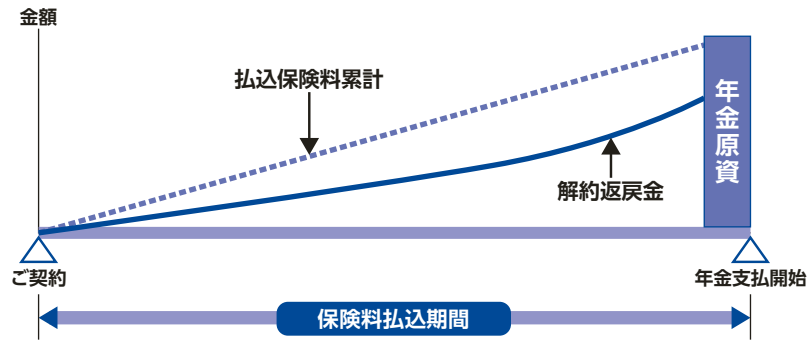 金額
払込保険料累計
年金原資
解約返戻金
ご契約
年金支払開始
保険料払込期間